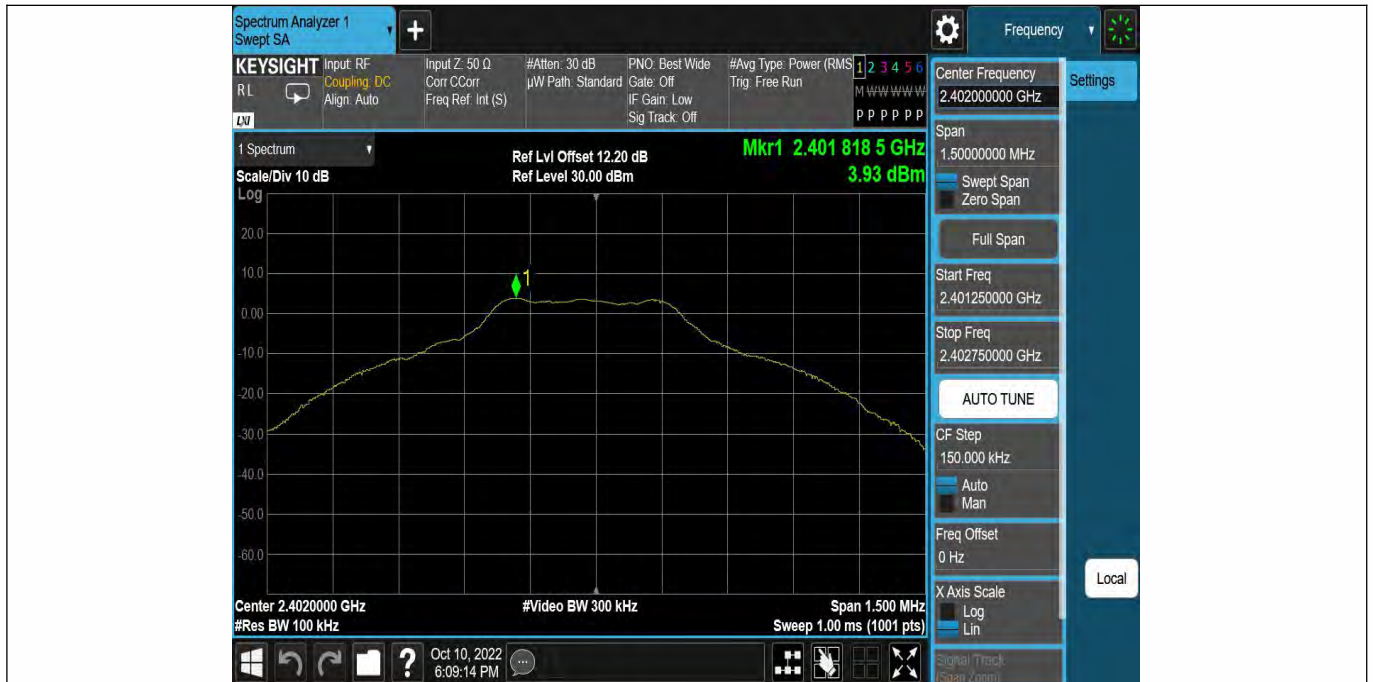 Spectrum Analyzer 1
Swept SA
+
Frequency
KEYSIGHT
RL
LXI
Input: RF
Coupling: DC
Align: Auto
Input Z: 50 Ω
Corr CCorr
Freq Ref: Int (S)
#Atten: 30 dB
µW Path: Standard
PNO: Best Wide
Gate: Off
IF Gain: Low
Sig Track: Off
#Avg Type: Power (RMS
Trig: Free Run
1 2 3 4 5 6
M W W W W W
P P P P P P
1 Spectrum
Scale/Div 10 dB
Ref Lvl Offset 12.20 dB
Ref Level 30.00 dBm
Mkr1 2.401 818 5 GHz
3.93 dBm
Log
20.0
10.0
0.00
-10.0
-20.0
-30.0
-40.0
-50.0
-60.0
1
Center 2.4020000 GHz
#Res BW 100 kHz
#Video BW 300 kHz
Span 1.500 MHz
Sweep 1.00 ms (1001 pts)
Center Frequency
2.402000000 GHz
Settings
Span
1.50000000 MHz
Swept Span
Zero Span
Full Span
Start Freq
2.401250000 GHz
Stop Freq
2.402750000 GHz
AUTO TUNE
CF Step
150.000 kHz
Auto
Man
Freq Offset
0 Hz
X Axis Scale
Log
Lin
Signal Track
(Span Zoom)
Local
?
Oct 10, 2022
6:09:14 PM